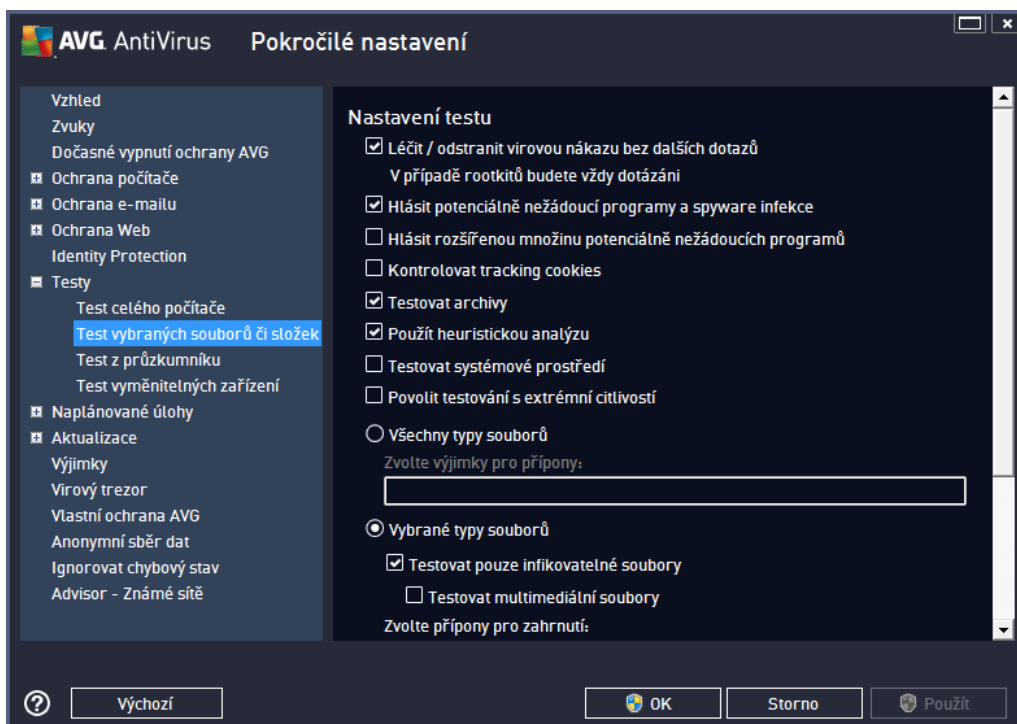 AVG. AntiVirus Pokročilé nastavení
Vzhled
Zvuky
Dočasné vypnutí ochrany AVG
Ochrana počítače
Ochrana e-mailu
Ochrana Web
Identity Protection
Testy
Test celého počítače
Test vybraných souborů či složek
Test z průzkumníku
Test vyměnitelných zařízení
Naplánované úlohy
Aktualizace
Výjimky
Virový trezor
Vlastní ochrana AVG
Anonymní sběr dat
Ignorovat chybový stav
Advisor - Známé sítě
Nastavení testu
Léčit / odstranit virovou nákazu bez dalších dotazů
V případě rootkitů budete vždy dotázáni
Hlásit potenciálně nežádoucí programy a spyware infekce
Hlásit rozšířenou množinu potenciálně nežádoucích programů
Kontrolovat tracking cookies
Testovat archivy
Použít heuristickou analýzu
Testovat systémové prostředí
Povolit testování s extrémní citlivostí
Všechny typy souborů
Zvolte výjimky pro přípony:
Vybrané typy souborů
Testovat pouze infikovatelné soubory
Testovat multimediální soubory
Zvolte přípony pro zahrnutí:
Výchozí
OK
Storno
Použít